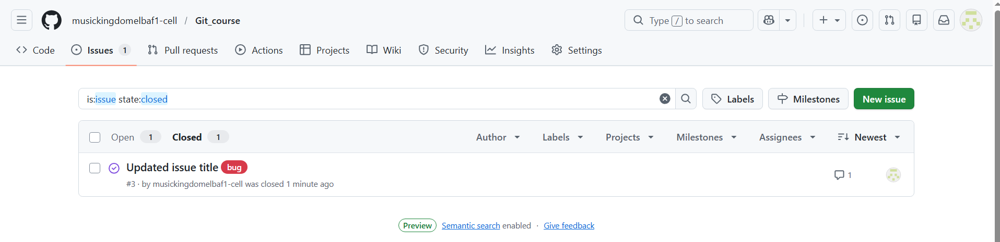 musickingdomelbaf1-cell / Git_course
Type / to search
Code Issues 1 Pull requests Actions Projects Wiki Security Insights Settings
is:issue state:closed
Labels Milestones New issue
Open 1 Closed 1 Author Labels Projects Milestones Assignees Newest
Updated issue title bug
#3 · by musickingdomelbaf1-cell was closed 1 minute ago
1
Preview Semantic search enabled · Give feedback